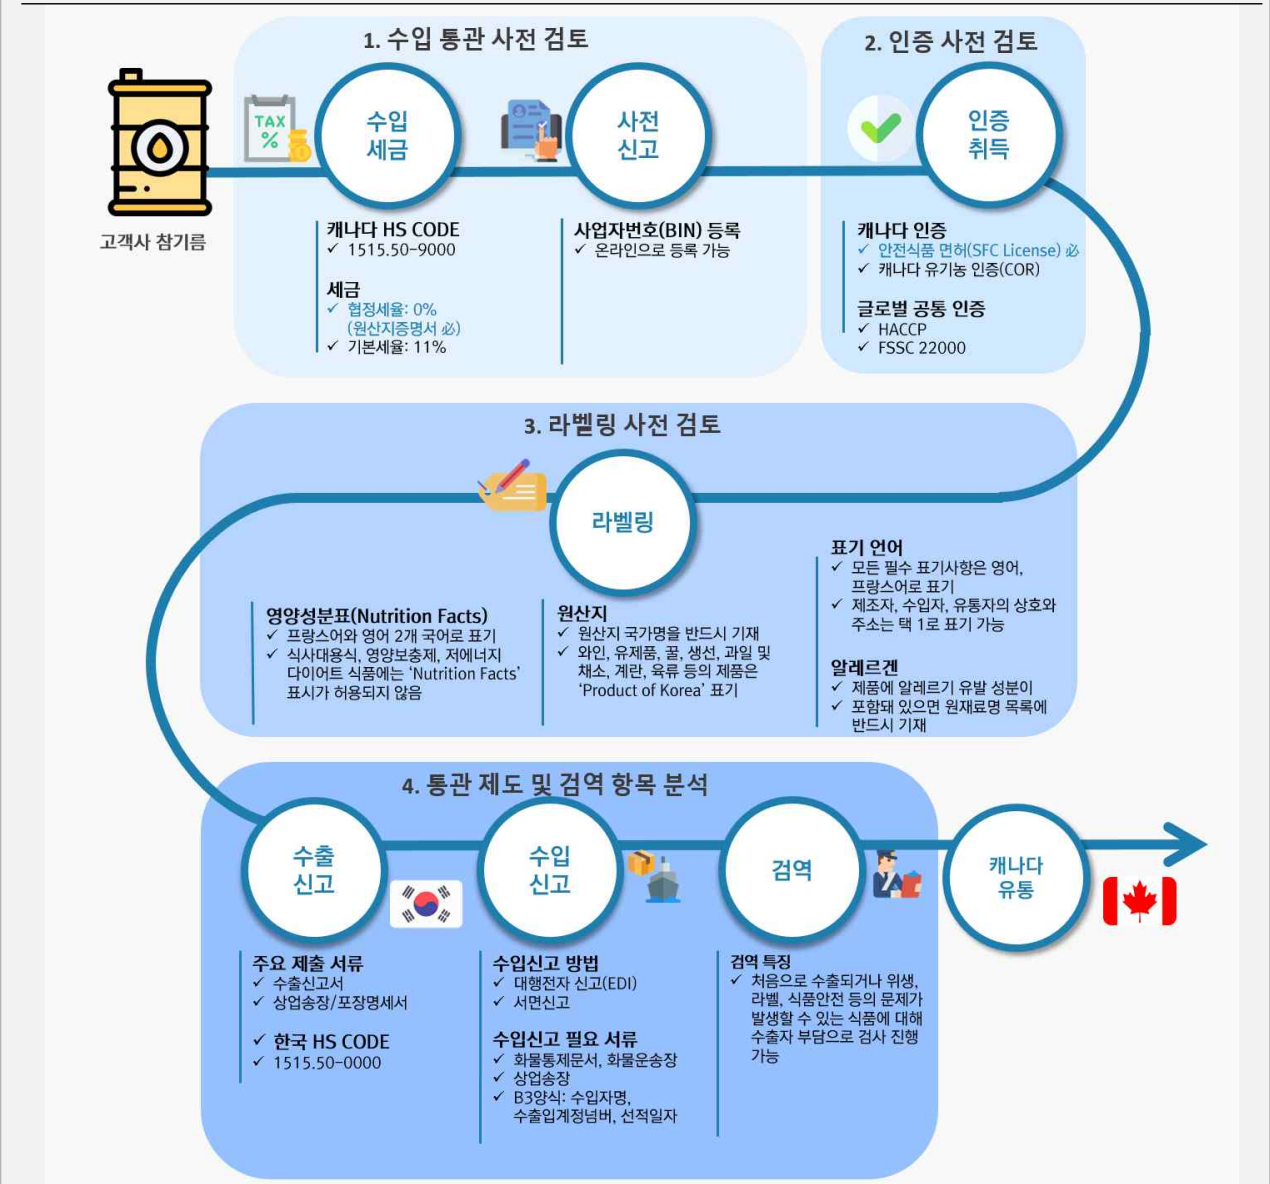 1. 수입 통관 사전 검토
2. 인증 사전 검토
TAX
%
수입
세금
사전
신고
인증
취득
고객사 참기름
캐나다 HS CODE
✓ 1515.50-9000
세금
✓ 협정세율: 0%
(원산지증명서 必)
✓ 기본세율: 11%
사업자번호(BIN) 등록
✓ 온라인으로 등록 가능
캐나다 인증
✓ 안전식품 면허(SFC License) 必
✓ 캐나다 유기농 인증(COR)
글로벌 공통 인증
✓ HACCP
✓ FSSC 22000
3. 라벨링 사전 검토
라벨링
영양성분표(Nutrition Facts)
✓ 프랑스어와 영어 2개 국어로 표기
✓ 식사대용식, 영양보충제, 저에너지
다이어트 식품에는 ‘Nutrition Facts’
표시가 허용되지 않음
원산지
✓ 원산지 국가명을 반드시 기재
✓ 와인, 유제품, 꿀, 생선, 과일 및
채소, 계란, 육류 등의 제품은
‘Product of Korea’ 표기
표기 언어
✓ 모든 필수 표기사항은 영어,
프랑스어로 표기
✓ 제조자, 수입자, 유통자의 상호와
주소는 택 1로 표기 가능
알레르겐
✓ 제품에 알레르기 유발 성분이
✓ 포함돼 있으면 원재료명 목록에
반드시 기재
4. 통관 제도 및 검역 항목 분석
수출
신고
수입
신고
검역
캐나다
유통
주요 제출 서류
✓ 수출신고서
✓ 상업송장/포장명세서
✓ 한국 HS CODE
✓ 1515.50-0000
수입신고 방법
✓ 대행전자 신고(EDI)
✓ 서면신고
수입신고 필요 서류
✓ 화물통제문서, 화물운송장
✓ 상업송장
✓ B3양식: 수입자명,
수출입계정넘버, 선적일자
검역 특징
✓ 처음으로 수출되거나 위생,
라벨, 식품안전 등의 문제가
발생할 수 있는 식품에 대해
수출자 부담으로 검사 진행
가능